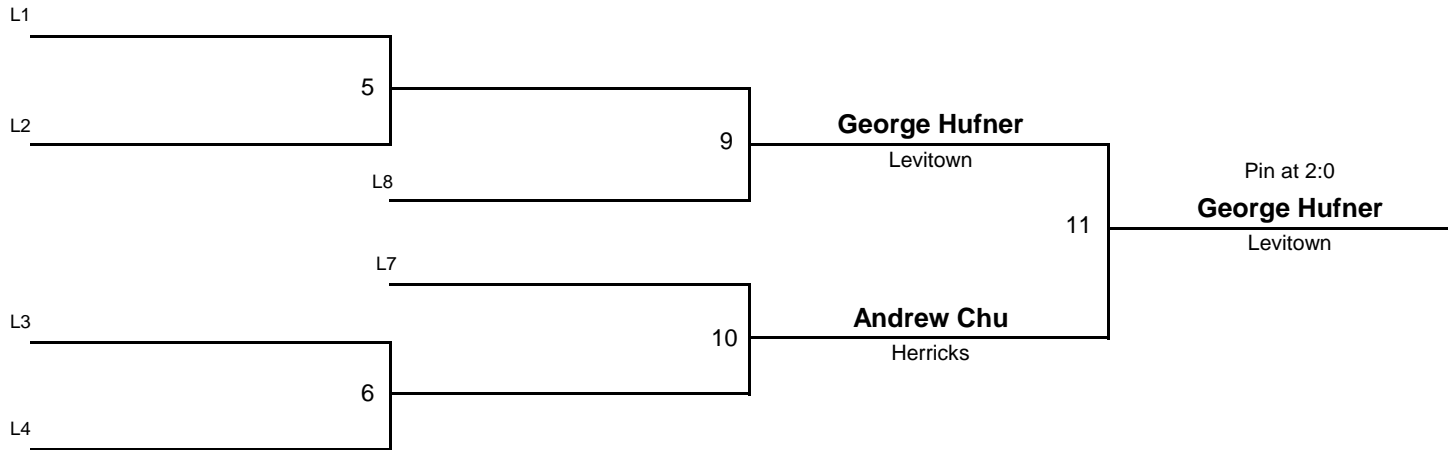 L1
5
L2
9
George Hufner
Levitown
L8
Pin at 2:0
George Hufner
Levitown
11
L7
L3
10
Andrew Chu
Herricks
6
L4